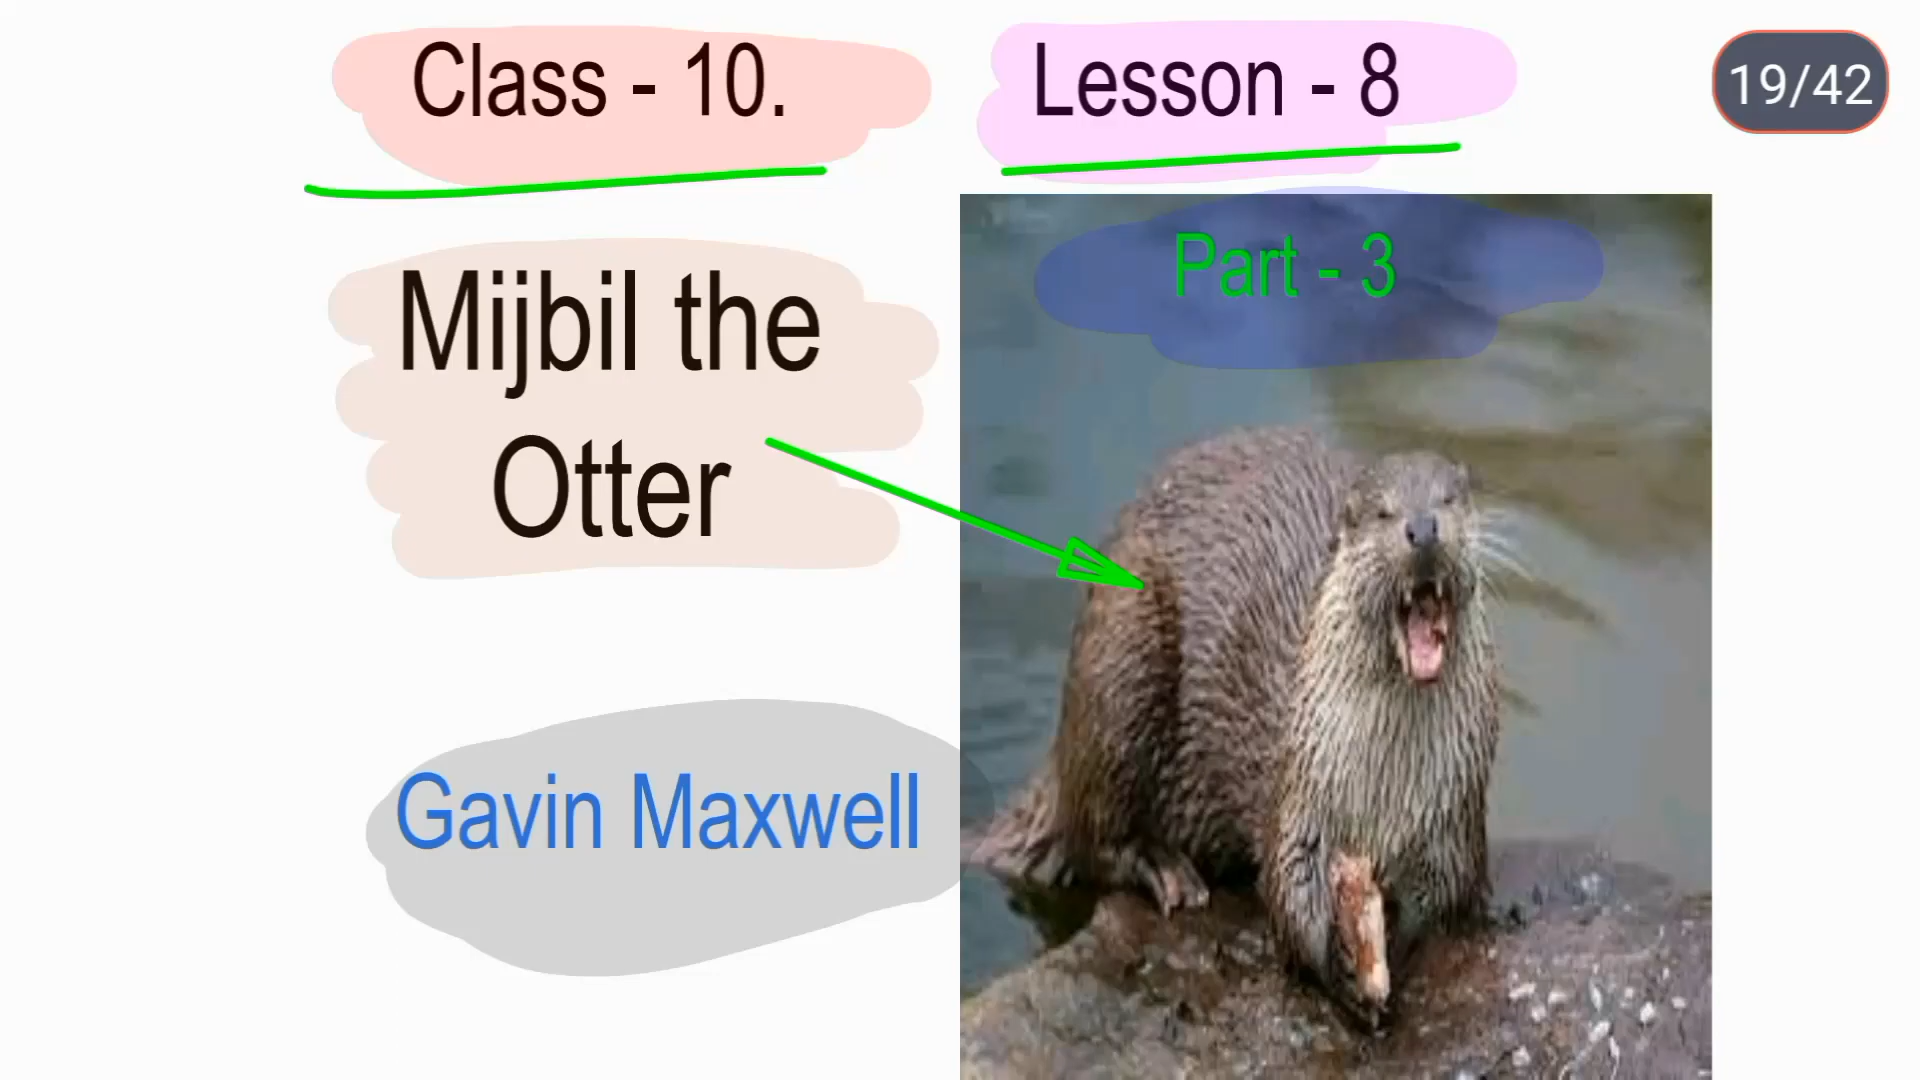 Class - 10.
Lesson - 8
19/42
Part - 3
Mijbil the
Otter
Gavin Maxwell